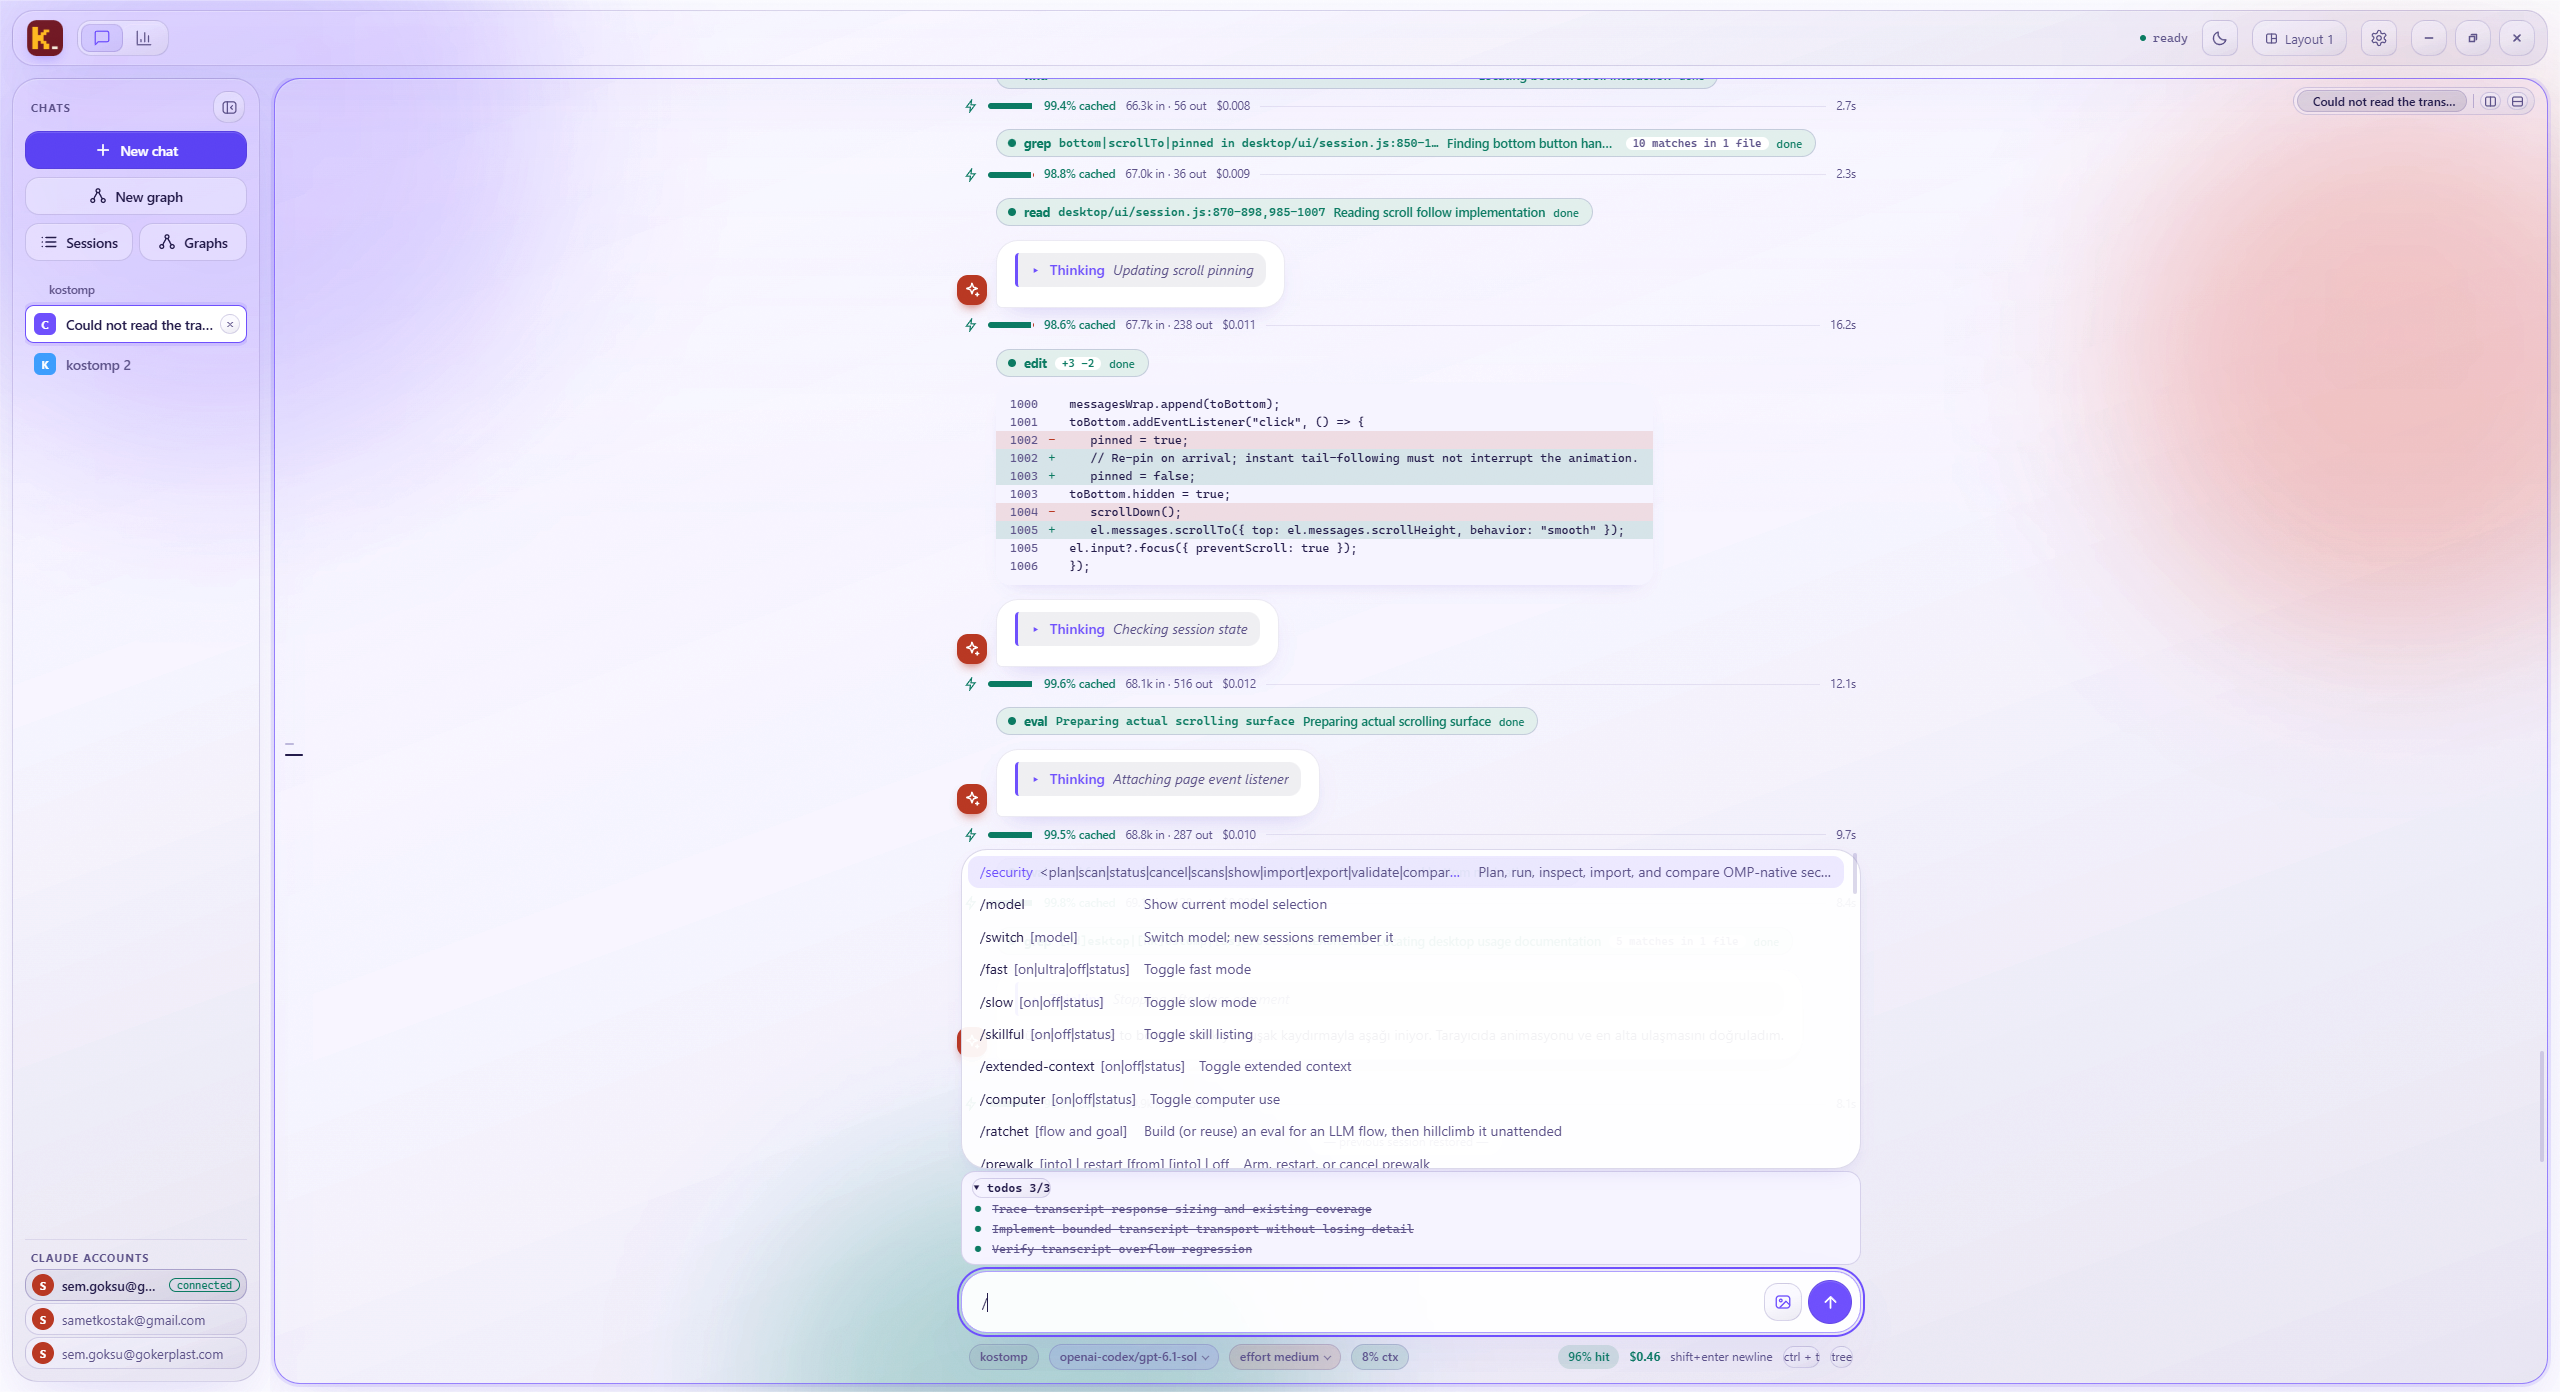 K_
ready
Layout 1
CHATS
New chat
New graph
Sessions
Graphs
kostomp
C Could not read the tra...
K kostomp 2
CLAUDE ACCOUNTS
S sem.goksu@g... connected
S sametkostak@gmail.com
S sem.goksu@gokerplast.com
Could not read the trans...
99.4% cached 66.3k in · 56 out $0.008 2.7s
grep bottom|scrollTo|pinned in desktop/ui/session.js:850-1… Finding bottom button han... 10 matches in 1 file done
98.8% cached 67.0k in · 36 out $0.009 2.3s
read desktop/ui/session.js:870-898,985-1007 Reading scroll follow implementation done
Thinking Updating scroll pinning
98.6% cached 67.7k in · 238 out $0.011 16.2s
edit +3 -2 done
1000 messagesWrap.append(toBottom);
1001 toBottom.addEventListener("click", () => {
1002 - pinned = true;
1002 + // Re-pin on arrival; instant tail-following must not interrupt the animation.
1003 + pinned = false;
1003 toBottom.hidden = true;
1004 - scrollDown();
1005 + el.messages.scrollTo({ top: el.messages.scrollHeight, behavior: "smooth" });
1005 el.input?.focus({ preventScroll: true });
1006 });
Thinking Checking session state
99.6% cached 68.1k in · 516 out $0.012 12.1s
eval Preparing actual scrolling surface Preparing actual scrolling surface done
Thinking Attaching page event listener
99.5% cached 68.8k in · 287 out $0.010 9.7s
/security <plan|scan|status|cancel|scans|show|import|export|validate|compar... Plan, run, inspect, import, and compare OMP-native sec...
/model Show current model selection
/switch [model] Switch model; new sessions remember it
/fast [on|ultra|off|status] Toggle fast mode
/slow [on|off|status] Toggle slow mode
/skillful [on|off|status] Toggle skill listing
/extended-context [on|off|status] Toggle extended context
/computer [on|off|status] Toggle computer use
/ratchet [flow and goal] Build (or reuse) an eval for an LLM flow, then hillclimb it unattended
/prewalk [into] | restart [from] [into] | off Arm, restart, or cancel prewalk
todos 3/3
Trace transcript response sizing and existing coverage
Implement bounded transcript transport without losing detail
Verify transcript overflow regression
/
kostomp openai-codex/gpt-6.1-sol effort medium 8% ctx 96% hit $0.46 shift+enter newline ctrl + t tree